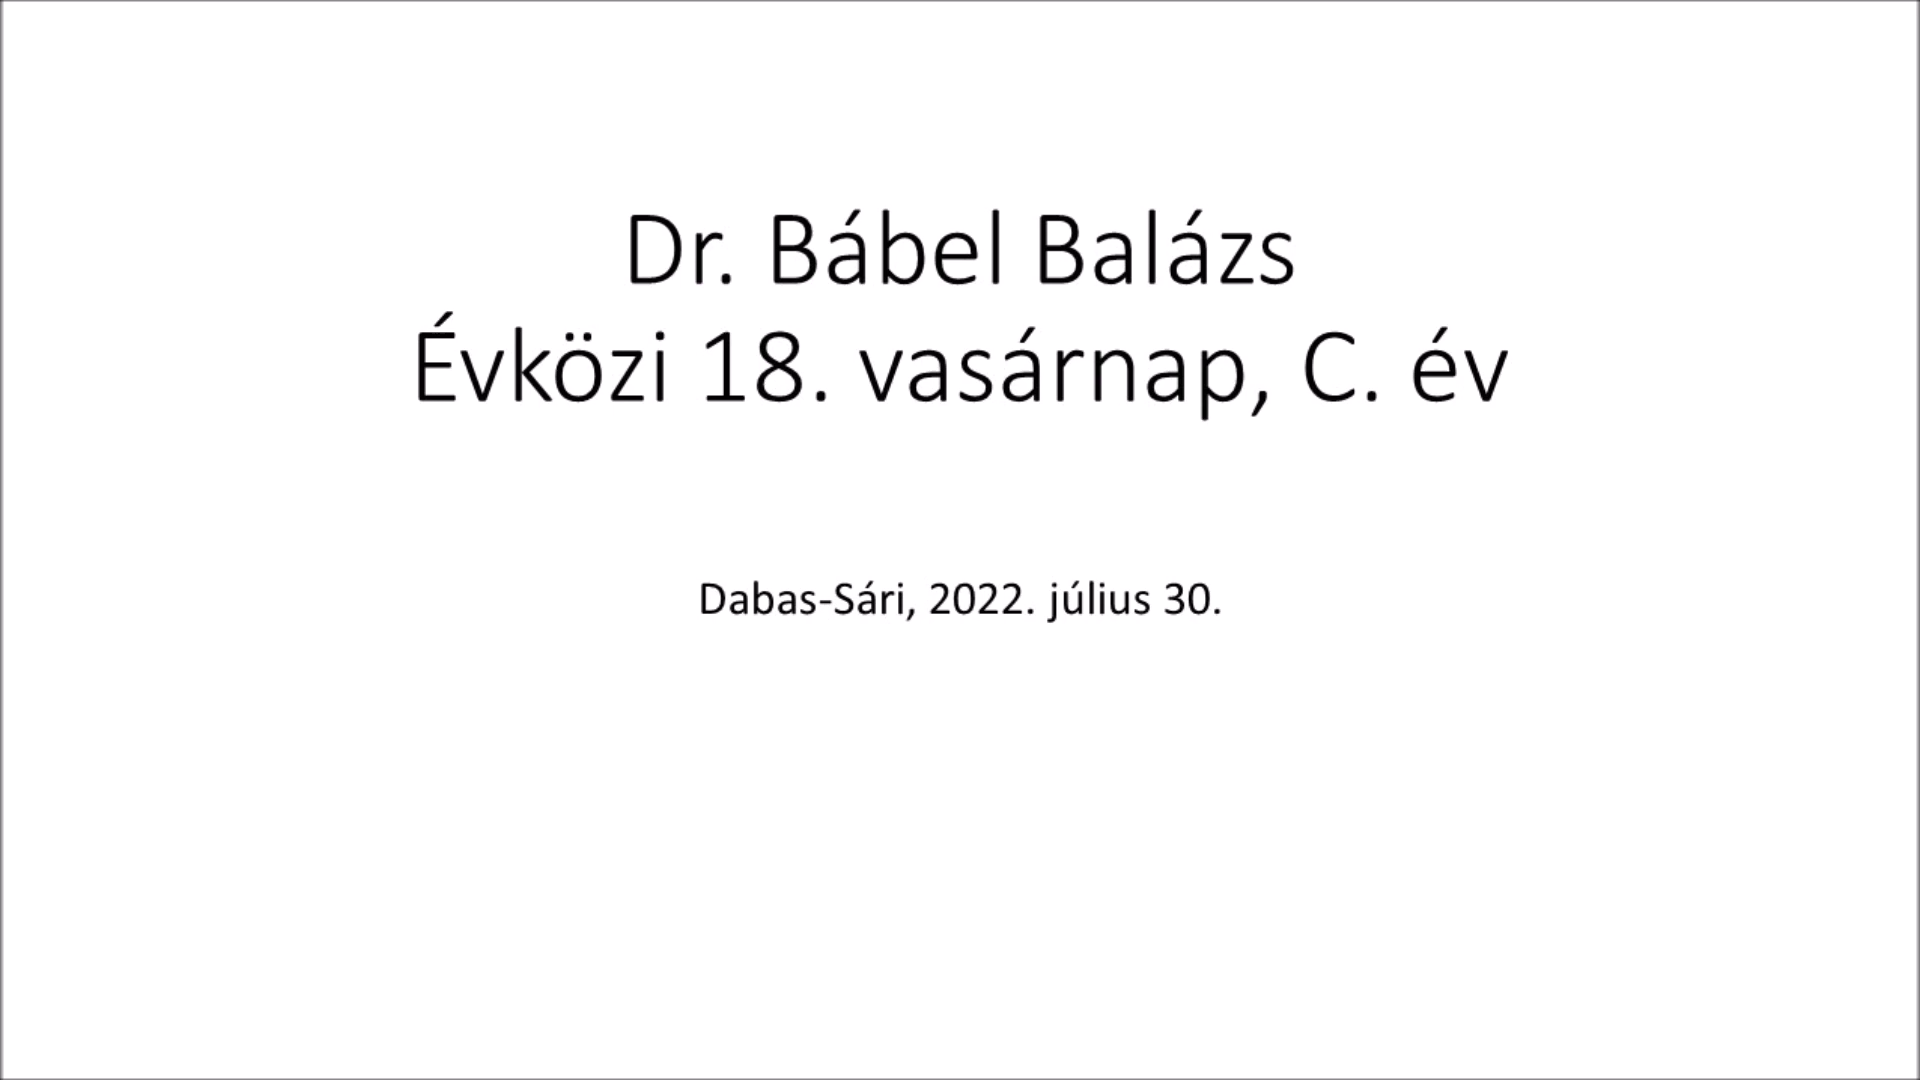 Dr. Bábel Balázs
Évközi 18. vasárnap, C. év
Dabas-Sári, 2022. július 30.